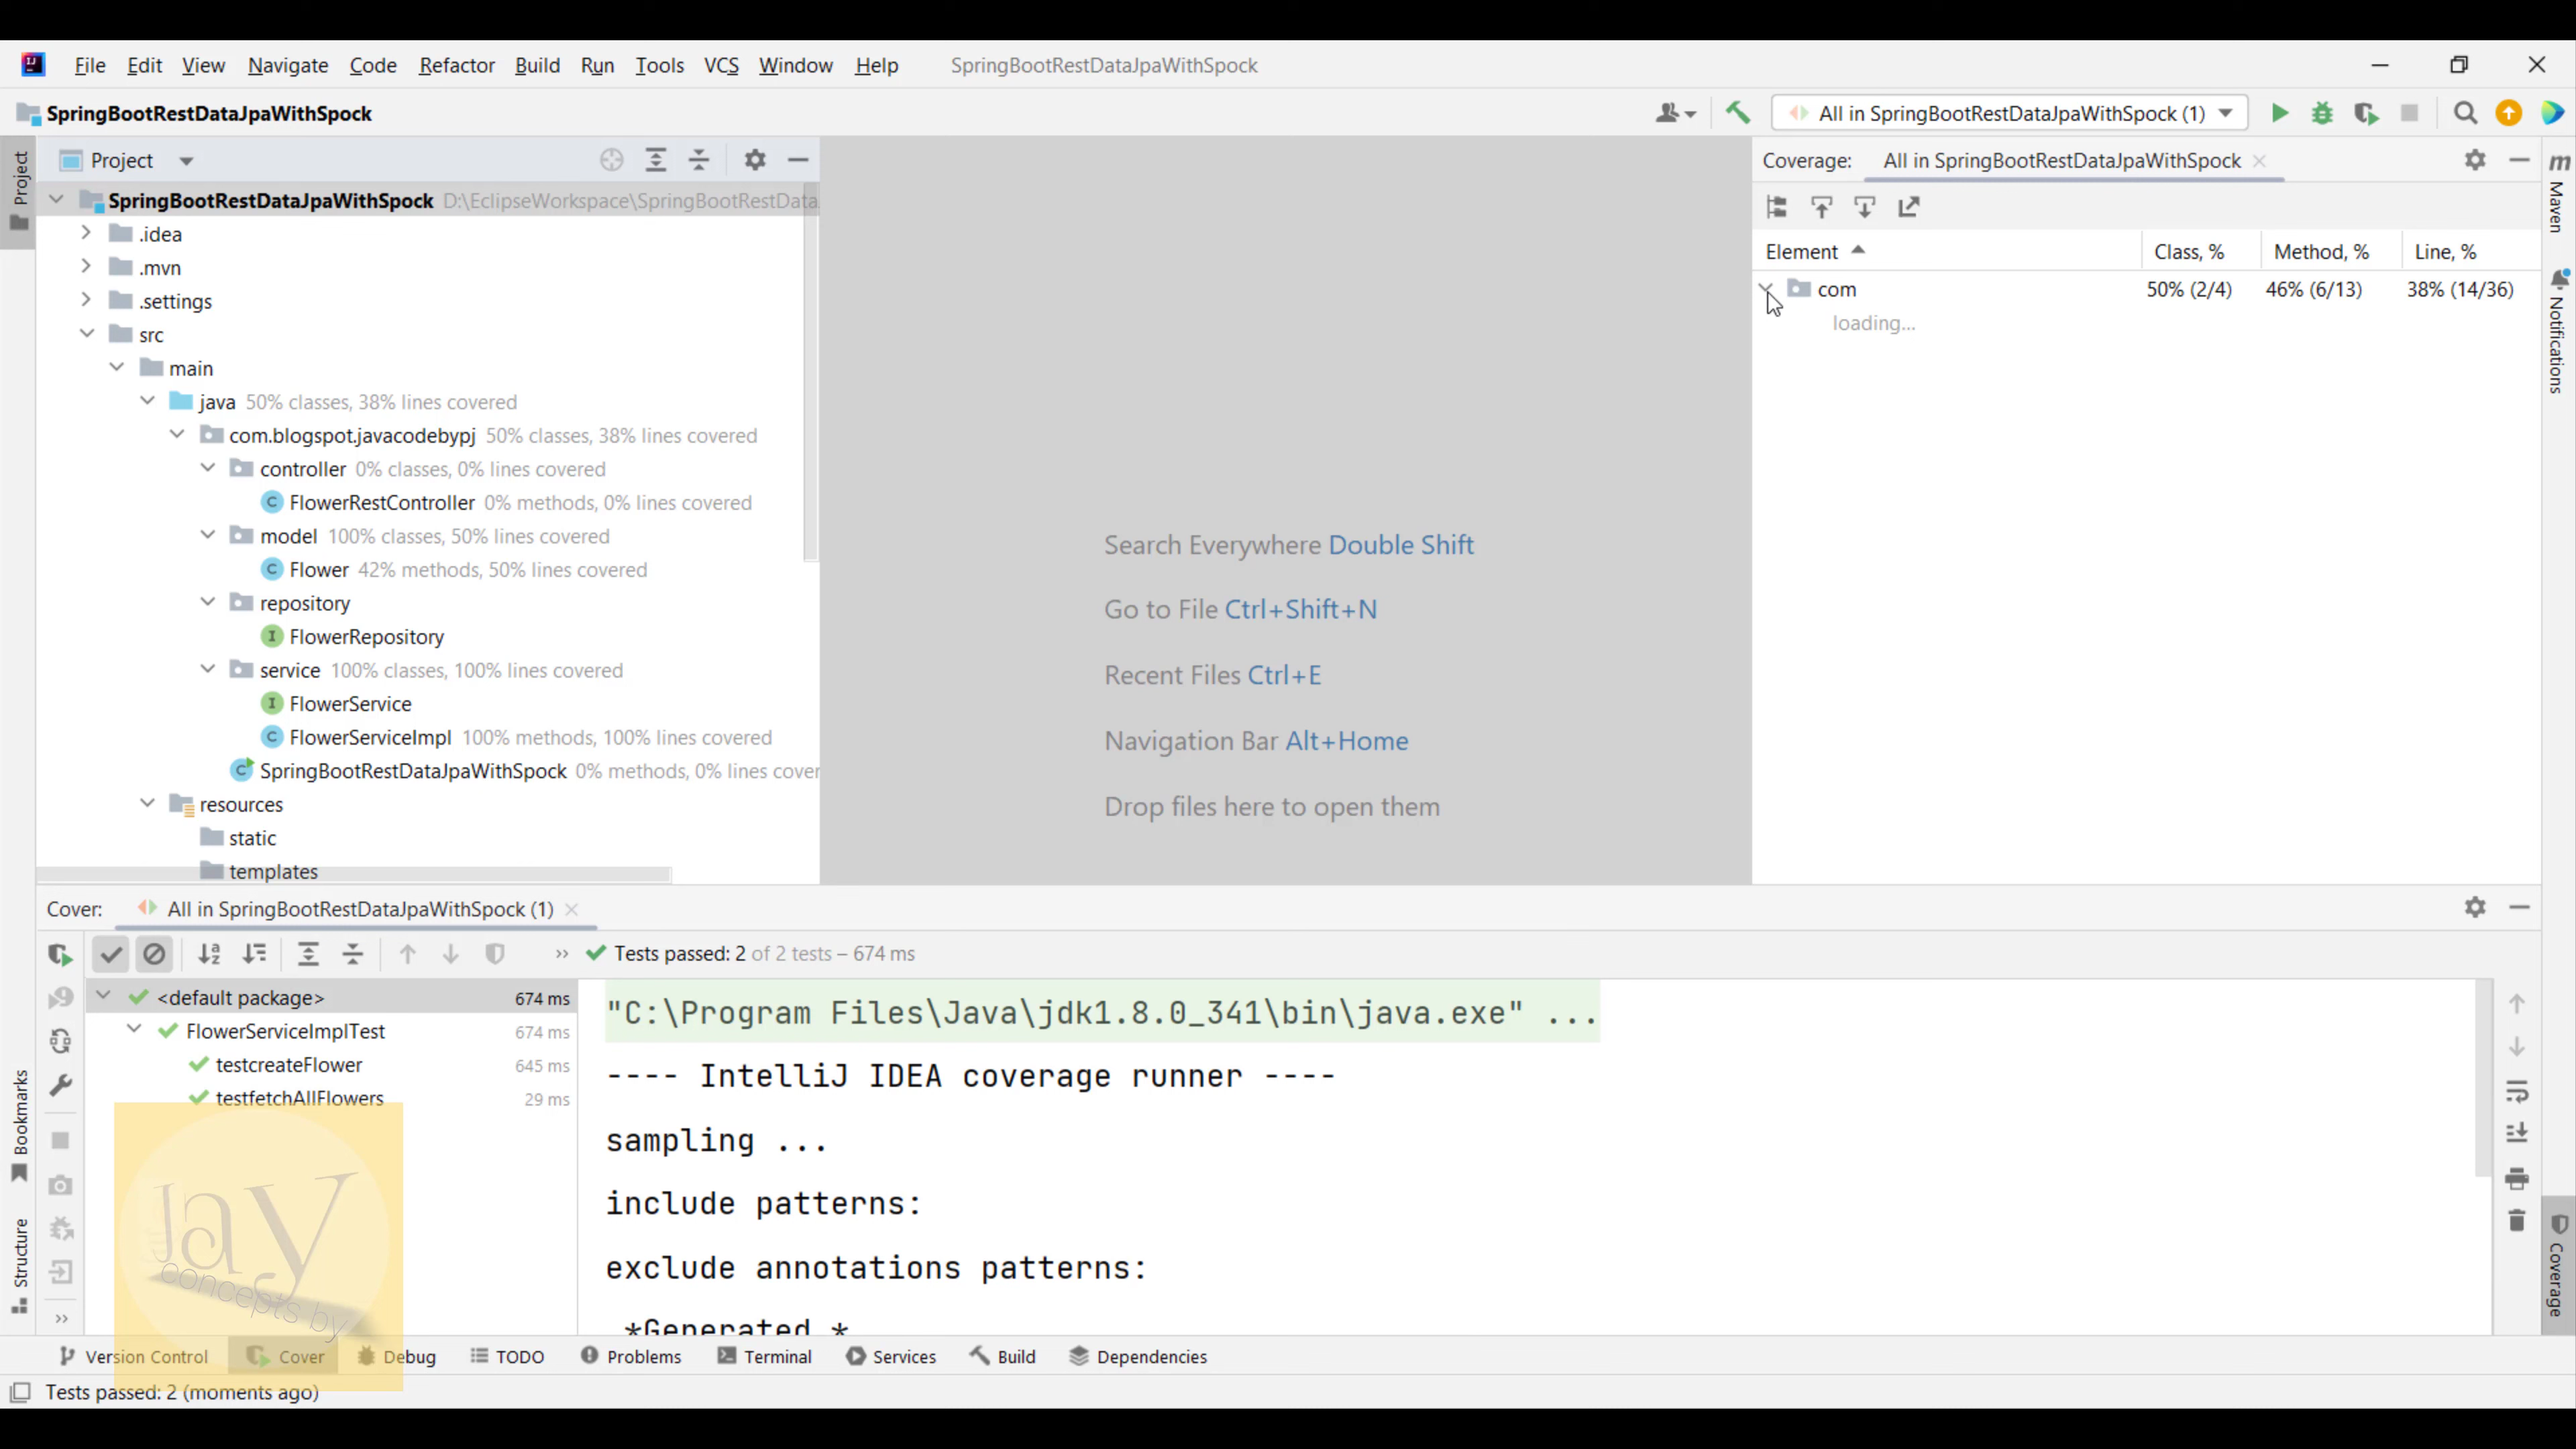 File Edit View Navigate Code Refactor Build Run Tools VCS Window Help SpringBootRestDataJpaWithSpock
SpringBootRestDataJpaWithSpock
All in SpringBootRestDataJpaWithSpock (1)
Project
Project
SpringBootRestDataJpaWithSpock D:\EclipseWorkspace\SpringBootRestData
.idea
.mvn
.settings
src
main
java 50% classes, 38% lines covered
com.blogspot.javacodebypj 50% classes, 38% lines covered
controller 0% classes, 0% lines covered
FlowerRestController 0% methods, 0% lines covered
model 100% classes, 50% lines covered
Flower 42% methods, 50% lines covered
repository
FlowerRepository
service 100% classes, 100% lines covered
FlowerService
FlowerServiceImpl 100% methods, 100% lines covered
SpringBootRestDataJpaWithSpock 0% methods, 0% lines cover
resources
static
templates
Search Everywhere Double Shift
Go to File Ctrl+Shift+N
Recent Files Ctrl+E
Navigation Bar Alt+Home
Drop files here to open them
Coverage: All in SpringBootRestDataJpaWithSpock
Element Class, % Method, % Line, %
com 50% (2/4) 46% (6/13) 38% (14/36)
loading...
Maven
Notifications
Coverage
Cover: All in SpringBootRestDataJpaWithSpock (1)
Tests passed: 2 of 2 tests – 674 ms
<default package> 674 ms
FlowerServiceImplTest 674 ms
testcreateFlower 645 ms
testfetchAllFlowers 29 ms
"C:\Program Files\Java\jdk1.8.0_341\bin\java.exe" ...
---- IntelliJ IDEA coverage runner ----
sampling ...
include patterns:
exclude annotations patterns:
*Generated.*
Bookmarks
Structure
Jay
concepts by
Version Control Cover Debug TODO Problems Terminal Services Build Dependencies
Tests passed: 2 (moments ago)